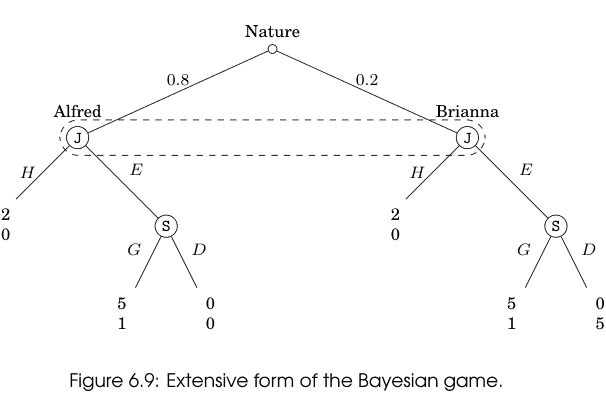 Nature
0.8 0.2
Alfred Brianna
J J
H E H E
2 2
0 0
S S
G D G D
5 0 5 0
1 0 1 5
Figure 6.9: Extensive form of the Bayesian game.